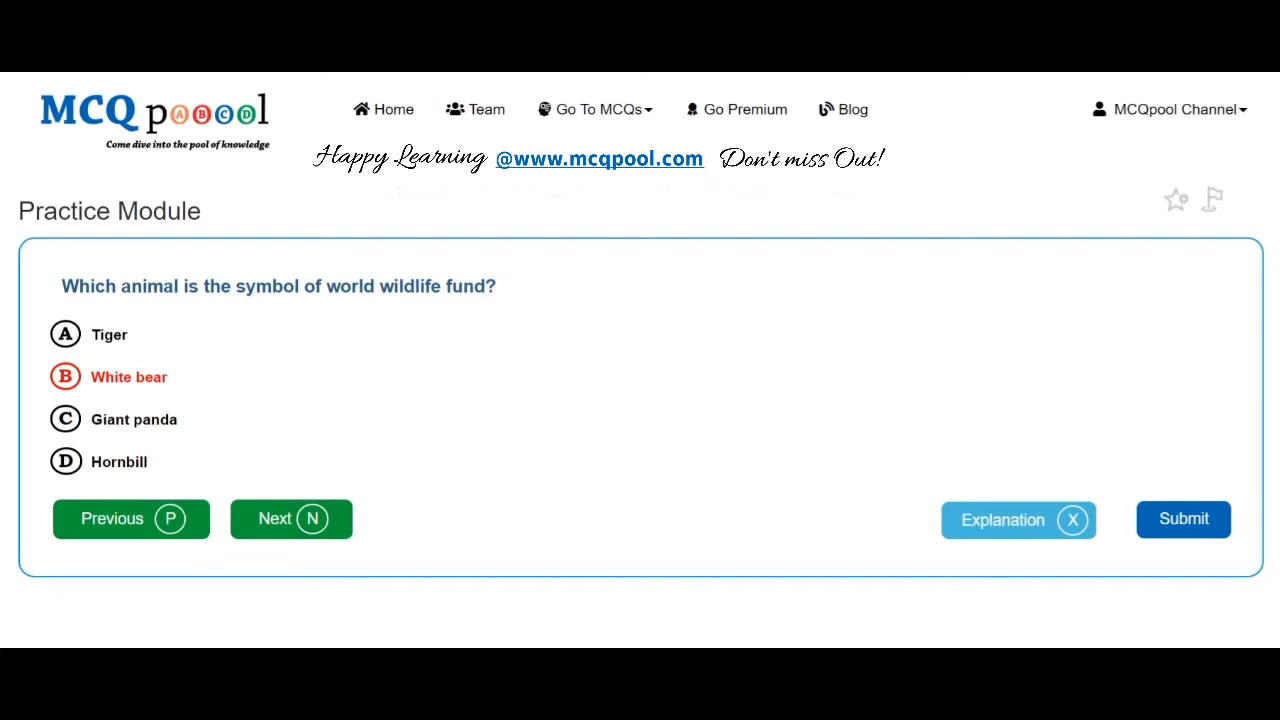 MCQ pABCDl
Come dive into the pool of knowledge
Home Team Go To MCQs Go Premium Blog MCQpool Channel
Happy Learning @www.mcqpool.com Don't miss Out!
Practice Module
Which animal is the symbol of world wildlife fund?
A Tiger
B White bear
C Giant panda
D Hornbill
Previous P Next N Explanation X Submit